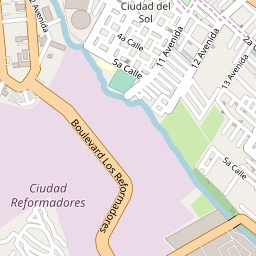 Ciudad del
Sol
12 Avenida
4a Calle
11 Avenida
12 Avenida
2a
5a Calle
13 Avenida
5a Calle
Boulevard Los Reformadores
Ciudad
Reformadores